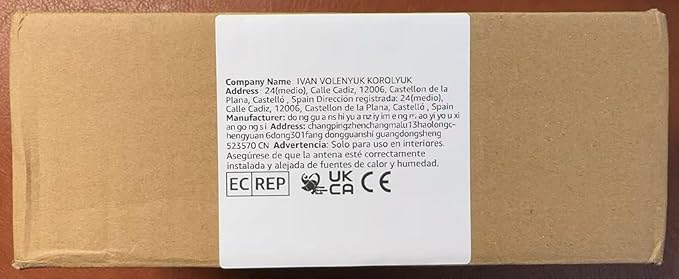 Company Name IVAN VOLENYUK KOROLYUK
Address 24(medio), Calle Cadiz, 12006, Castellon de la
Plana, Castelló , Spain Dirección registrada: 24(medio),
Calle Cadiz, 12006, Castellon de la Plana, Castelló , Spain
Manufacturer: do ng gu a ns hi yu a nz iy im e ng m ao yi yo u xi
an go ng s i Address: changpingzhenchangmalu13haolongc-
hengyuan 6dong301fang dongguanshi guangdongsheng
523570 CN Advertencia: Solo para uso en interiores.
Asegúrese de que la antena esté correctamente
instalada y alejada de fuentes de calor y humedad.
EC REP UK
CA CE